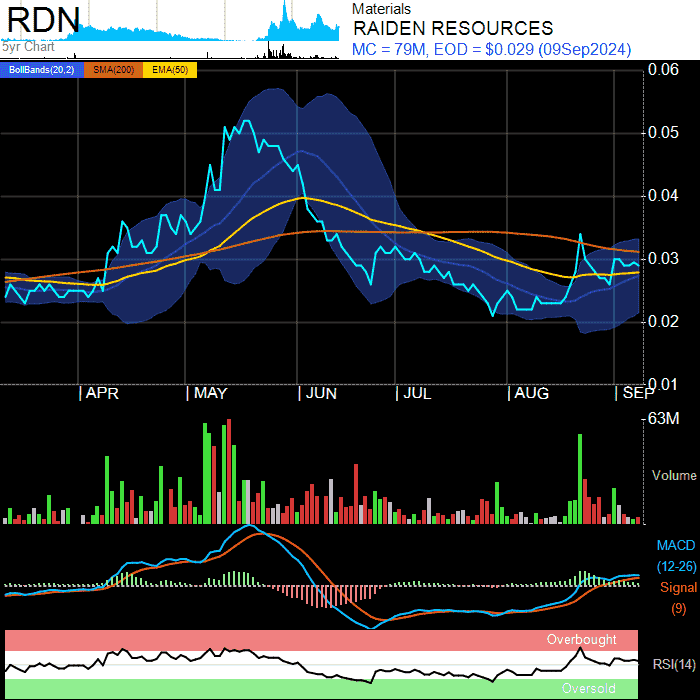 RDN
5yr Chart
Materials
RAIDEN RESOURCES
MC = 79M, EOD = $0.029 (09Sep2024)
BollBands(20,2) SMA(200) EMA(50)
0.06
0.05
0.04
0.03
0.02
0.01
APR MAY JUN JUL AUG SEP
63M
Volume
MACD
(12-26)
Signal
(9)
Overbought
RSI(14)
Oversold